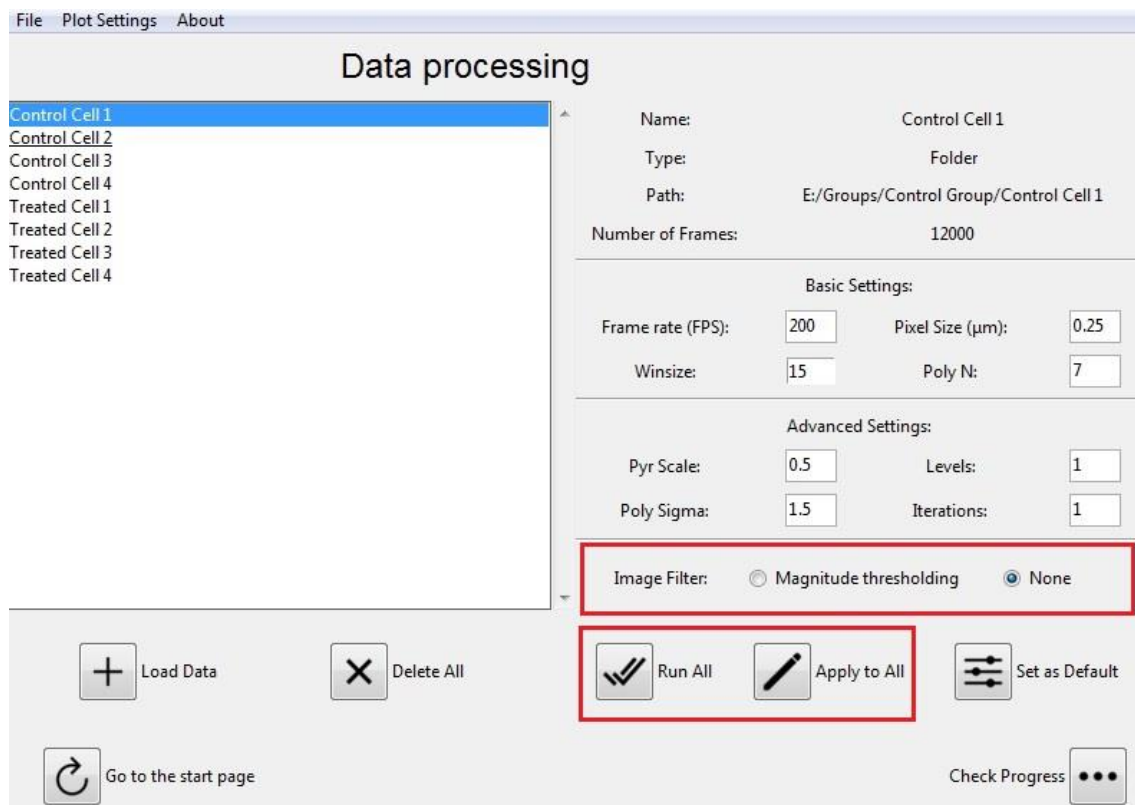 File Plot Settings About
Data processing
Control Cell 1
Control Cell 2
Control Cell 3
Control Cell 4
Treated Cell 1
Treated Cell 2
Treated Cell 3
Treated Cell 4
Name: Control Cell 1
Type: Folder
Path: E:/Groups/Control Group/Control Cell 1
Number of Frames: 12000
Basic Settings:
Frame rate (FPS): 200 Pixel Size (μm): 0.25
Winsize: 15 Poly N: 7
Advanced Settings:
Pyr Scale: 0.5 Levels: 1
Poly Sigma: 1.5 Iterations: 1
Image Filter: Magnitude thresholding None
Load Data Delete All Run All Apply to All Set as Default
Go to the start page Check Progress